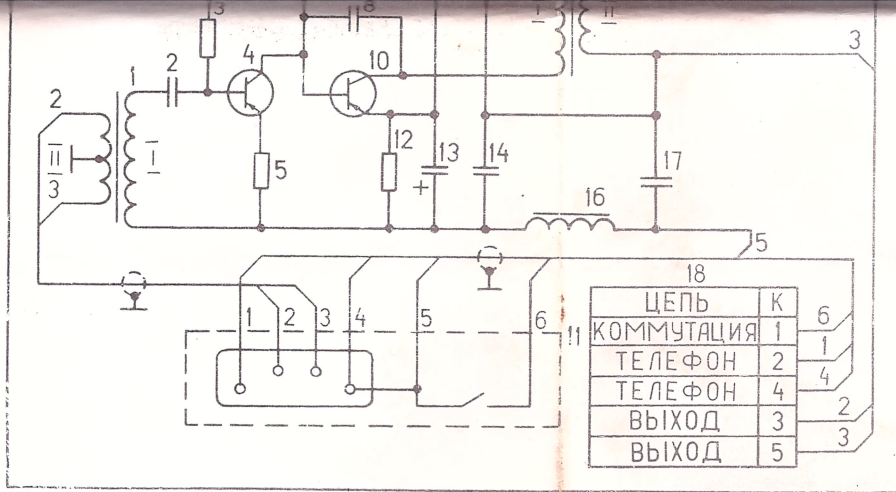 3
8
I
II
3
2
4
10
1
2
II
I
3
5
12
13
+
14
17
16
5
18
1
2
3
4
5
6
11
ЦЕПЬ К
КОММУТАЦИЯ 1 6
ТЕЛЕФОН 2 1
ТЕЛЕФОН 4 4
ВЫХОД 3 2
ВЫХОД 5 3